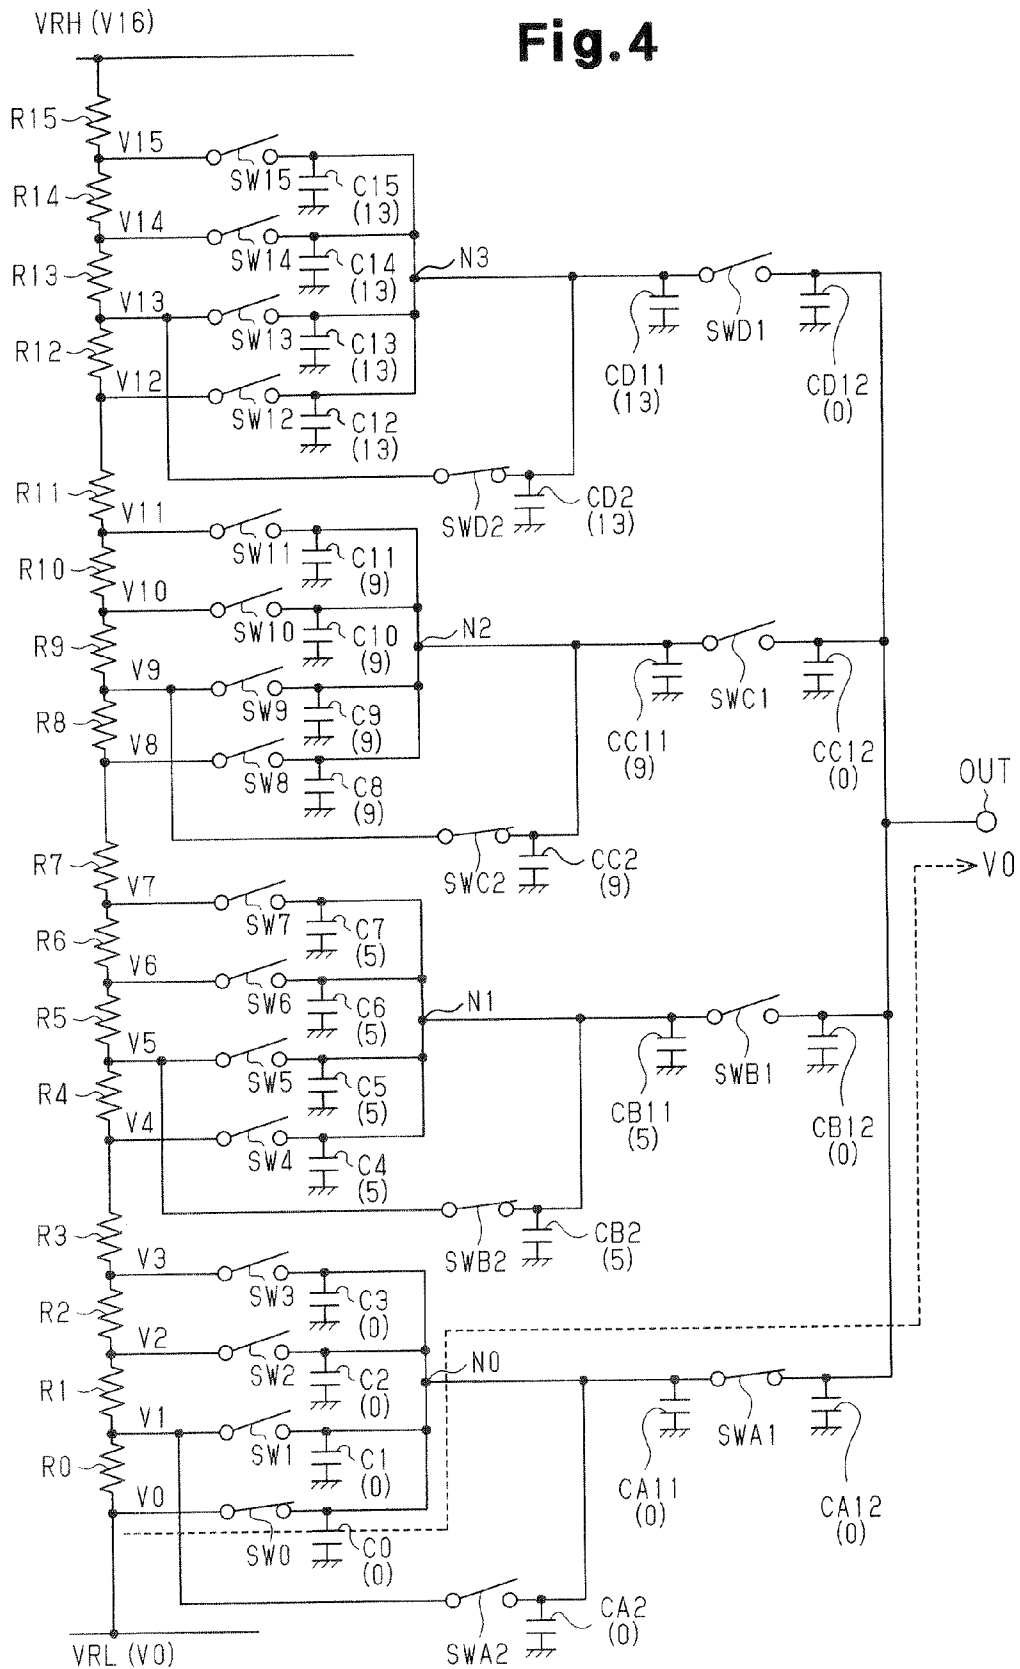 VRH (V16)
Fig.4
R15
V15
SW15
C15
(13)
R14
V14
SW14
C14
(13)
N3
R13
V13
SW13
C13
(13)
SWD1
R12
V12
SW12
C12
(13)
CD11
(13)
CD12
(0)
R11
V11
SW11
C11
(9)
SWD2
CD2
(13)
R10
V10
SW10
C10
(9)
N2
R9
V9
SW9
C9
(9)
SWC1
R8
V8
SW8
C8
(9)
CC11
(9)
CC12
(0)
OUT
R7
V7
SW7
C7
(5)
SWC2
CC2
(9)
V0
R6
V6
SW6
C6
(5)
N1
R5
V5
SW5
C5
(5)
SWB1
R4
V4
SW4
C4
(5)
CB11
(5)
CB12
(0)
R3
V3
SW3
C3
(0)
SWB2
CB2
(5)
R2
V2
SW2
C2
(0)
N0
R1
V1
SW1
C1
(0)
SWA1
R0
V0
SW0
C0
(0)
CA11
(0)
CA12
(0)
SWA2
CA2
(0)
VRL (V0)